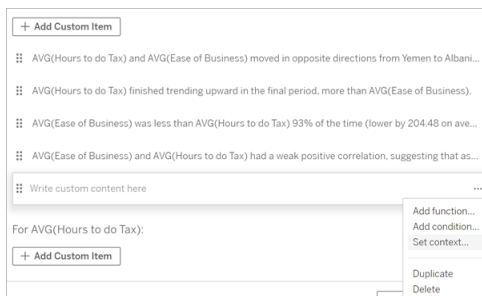 + Add Custom Item
AVG(Hours to do Tax) and AVG(Ease of Business) moved in opposite directions from Yemen to Albani...
AVG(Hours to do Tax) finished trending upward in the final period, more than AVG(Ease of Business).
AVG(Ease of Business) was less than AVG(Hours to do Tax) 93% of the time (lower by 204.48 on ave...
AVG(Ease of Business) and AVG(Hours to do Tax) had a weak positive correlation, suggesting that as...
Write custom content here ...
Add function...
Add condition...
Set context...
For AVG(Hours to do Tax):
+ Add Custom Item
Duplicate
Delete